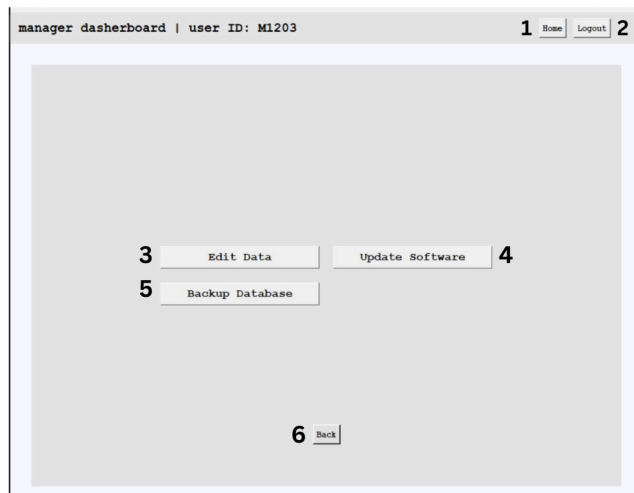 manager dasherboard | user ID: M1203 1 Home Logout 2
3 Edit Data Update Software 4
5 Backup Database
6 Back